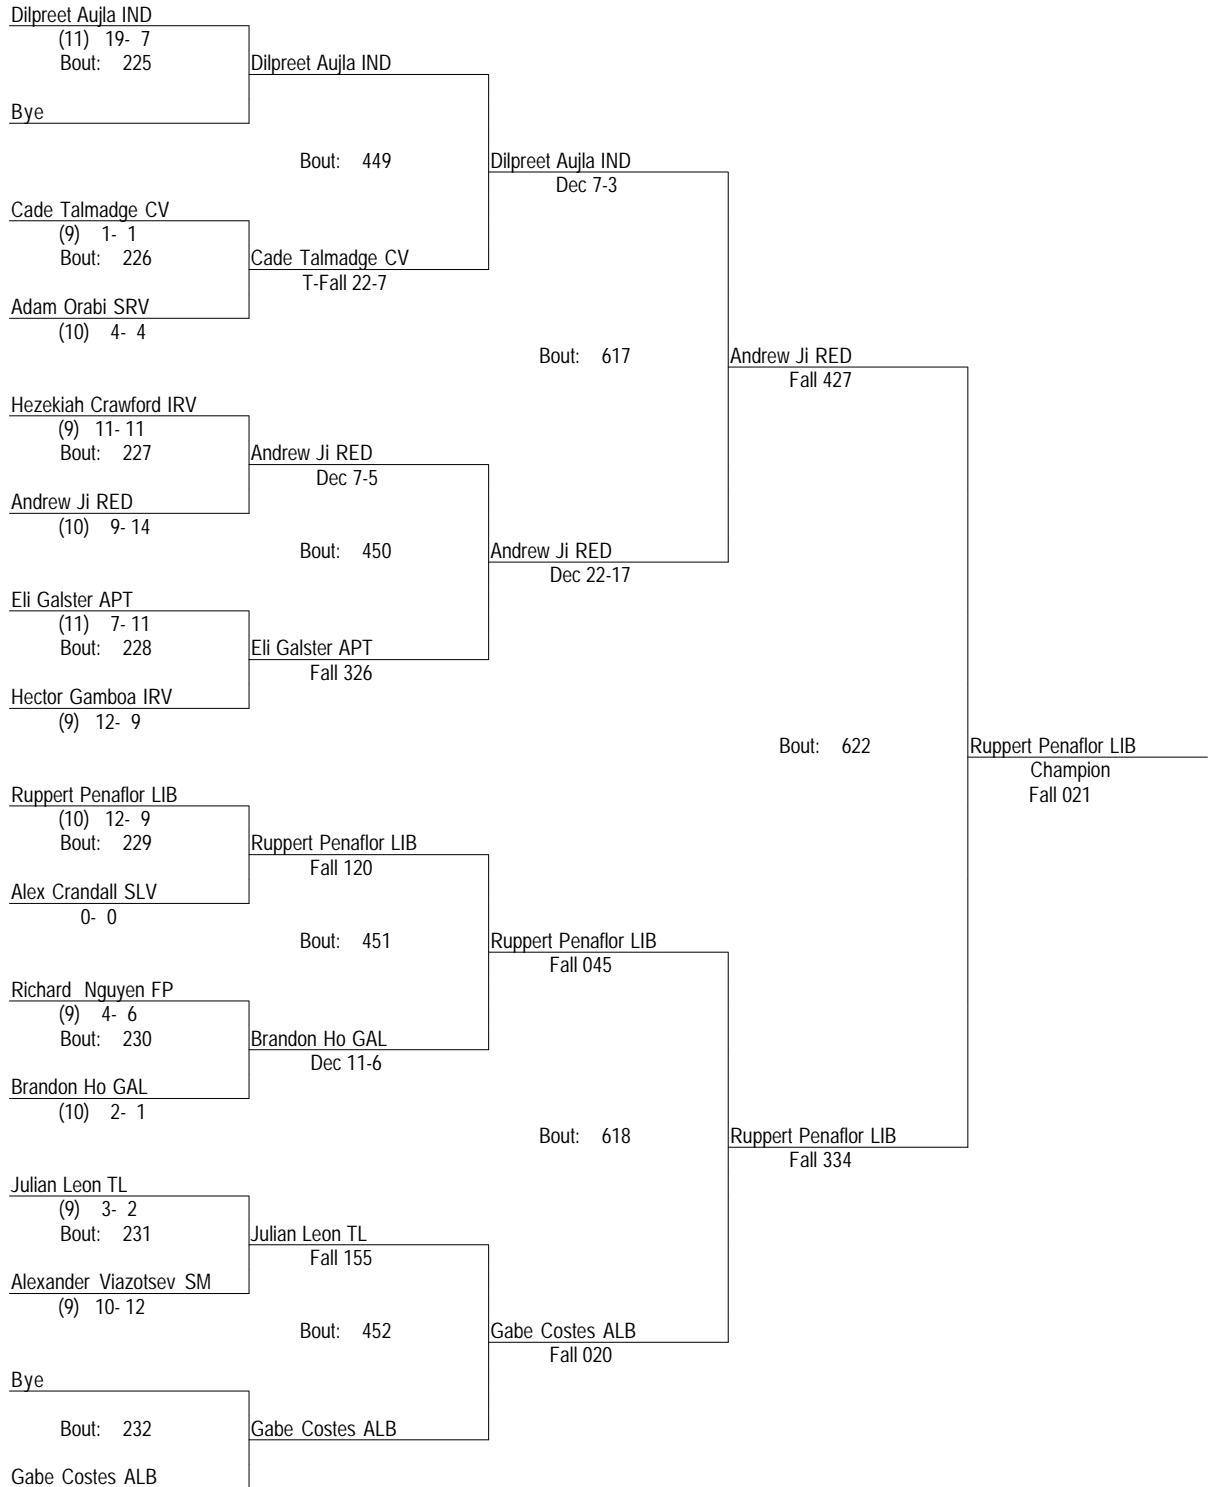 Dilpreet Aujla IND
(11) 19- 7
Bout: 225
Dilpreet Aujla IND
Bye
Bout: 449
Dilpreet Aujla IND
Dec 7-3
Cade Talmadge CV
(9) 1- 1
Bout: 226
Cade Talmadge CV
T-Fall 22-7
Adam Orabi SRV
(10) 4- 4
Bout: 617
Andrew Ji RED
Fall 427
Hezekiah Crawford IRV
(9) 11- 11
Bout: 227
Andrew Ji RED
Dec 7-5
Andrew Ji RED
(10) 9- 14
Bout: 450
Andrew Ji RED
Dec 22-17
Eli Galster APT
(11) 7- 11
Bout: 228
Eli Galster APT
Fall 326
Hector Gamboa IRV
(9) 12- 9
Bout: 622
Ruppert Penaflor LIB
Champion
Fall 021
Ruppert Penaflor LIB
(10) 12- 9
Bout: 229
Ruppert Penaflor LIB
Fall 120
Alex Crandall SLV
0- 0
Bout: 451
Ruppert Penaflor LIB
Fall 045
Richard Nguyen FP
(9) 4- 6
Bout: 230
Brandon Ho GAL
Dec 11-6
Brandon Ho GAL
(10) 2- 1
Bout: 618
Ruppert Penaflor LIB
Fall 334
Julian Leon TL
(9) 3- 2
Bout: 231
Julian Leon TL
Fall 155
Alexander Viazotsev SM
(9) 10- 12
Bout: 452
Gabe Costes ALB
Fall 020
Bye
Bout: 232
Gabe Costes ALB
Gabe Costes ALB